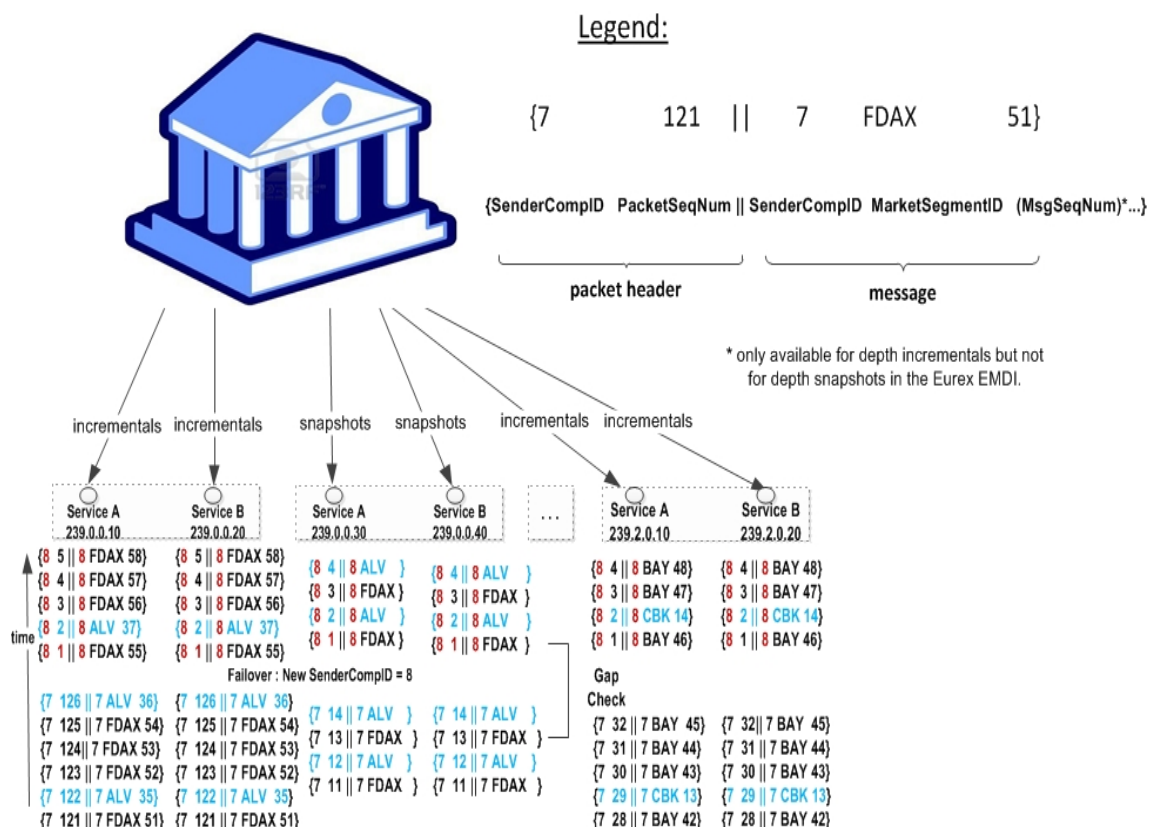 Legend:
{7 121 || 7 FDAX 51}
{SenderCompID PacketSeqNum || SenderCompID MarketSegmentID (MsgSeqNum)*...}
packet header message
* only available for depth incrementals but not
for depth snapshots in the Eurex EMDI.
incrementals incrementals snapshots snapshots incrementals incrementals
Service A Service B Service A Service B ... Service A Service B
239.0.0.10 239.0.0.20 239.0.0.30 239.0.0.40 239.2.0.10 239.2.0.20
{8 5 || 8 FDAX 58} {8 5 || 8 FDAX 58} {8 4 || 8 ALV } {8 4 || 8 ALV } {8 4 || 8 BAY 48} {8 4 || 8 BAY 48}
{8 4 || 8 FDAX 57} {8 4 || 8 FDAX 57} {8 3 || 8 FDAX } {8 3 || 8 FDAX } {8 3 || 8 BAY 47} {8 3 || 8 BAY 47}
{8 3 || 8 FDAX 56} {8 3 || 8 FDAX 56} {8 2 || 8 ALV } {8 2 || 8 ALV } {8 2 || 8 CBK 14} {8 2 || 8 CBK 14}
time {8 2 || 8 ALV 37} {8 2 || 8 ALV 37} {8 1 || 8 FDAX } {8 1 || 8 FDAX } {8 1 || 8 BAY 46} {8 1 || 8 BAY 46}
{8 1 || 8 FDAX 55} {8 1 || 8 FDAX 55}
Failover : New SenderCompID = 8 Gap
Check
{7 126 || 7 ALV 36} {7 126 || 7 ALV 36} {7 14 || 7 ALV } {7 14 || 7 ALV } {7 32 || 7 BAY 45} {7 32|| 7 BAY 45}
{7 125 || 7 FDAX 54} {7 125 || 7 FDAX 54} {7 13 || 7 FDAX } {7 13 || 7 FDAX } {7 31 || 7 BAY 44} {7 31 || 7 BAY 44}
{7 124|| 7 FDAX 53} {7 124 || 7 FDAX 53} {7 12 || 7 ALV } {7 12 || 7 ALV } {7 30 || 7 BAY 43} {7 30 || 7 BAY 43}
{7 123 || 7 FDAX 52} {7 123 || 7 FDAX 52} {7 11 || 7 FDAX } {7 11 || 7 FDAX } {7 29 || 7 CBK 13} {7 29 || 7 CBK 13}
{7 122 || 7 ALV 35} {7 122 || 7 ALV 35} {7 28 || 7 BAY 42} {7 28 || 7 BAY 42}
{7 121 || 7 FDAX 51} {7 121 || 7 FDAX 51}